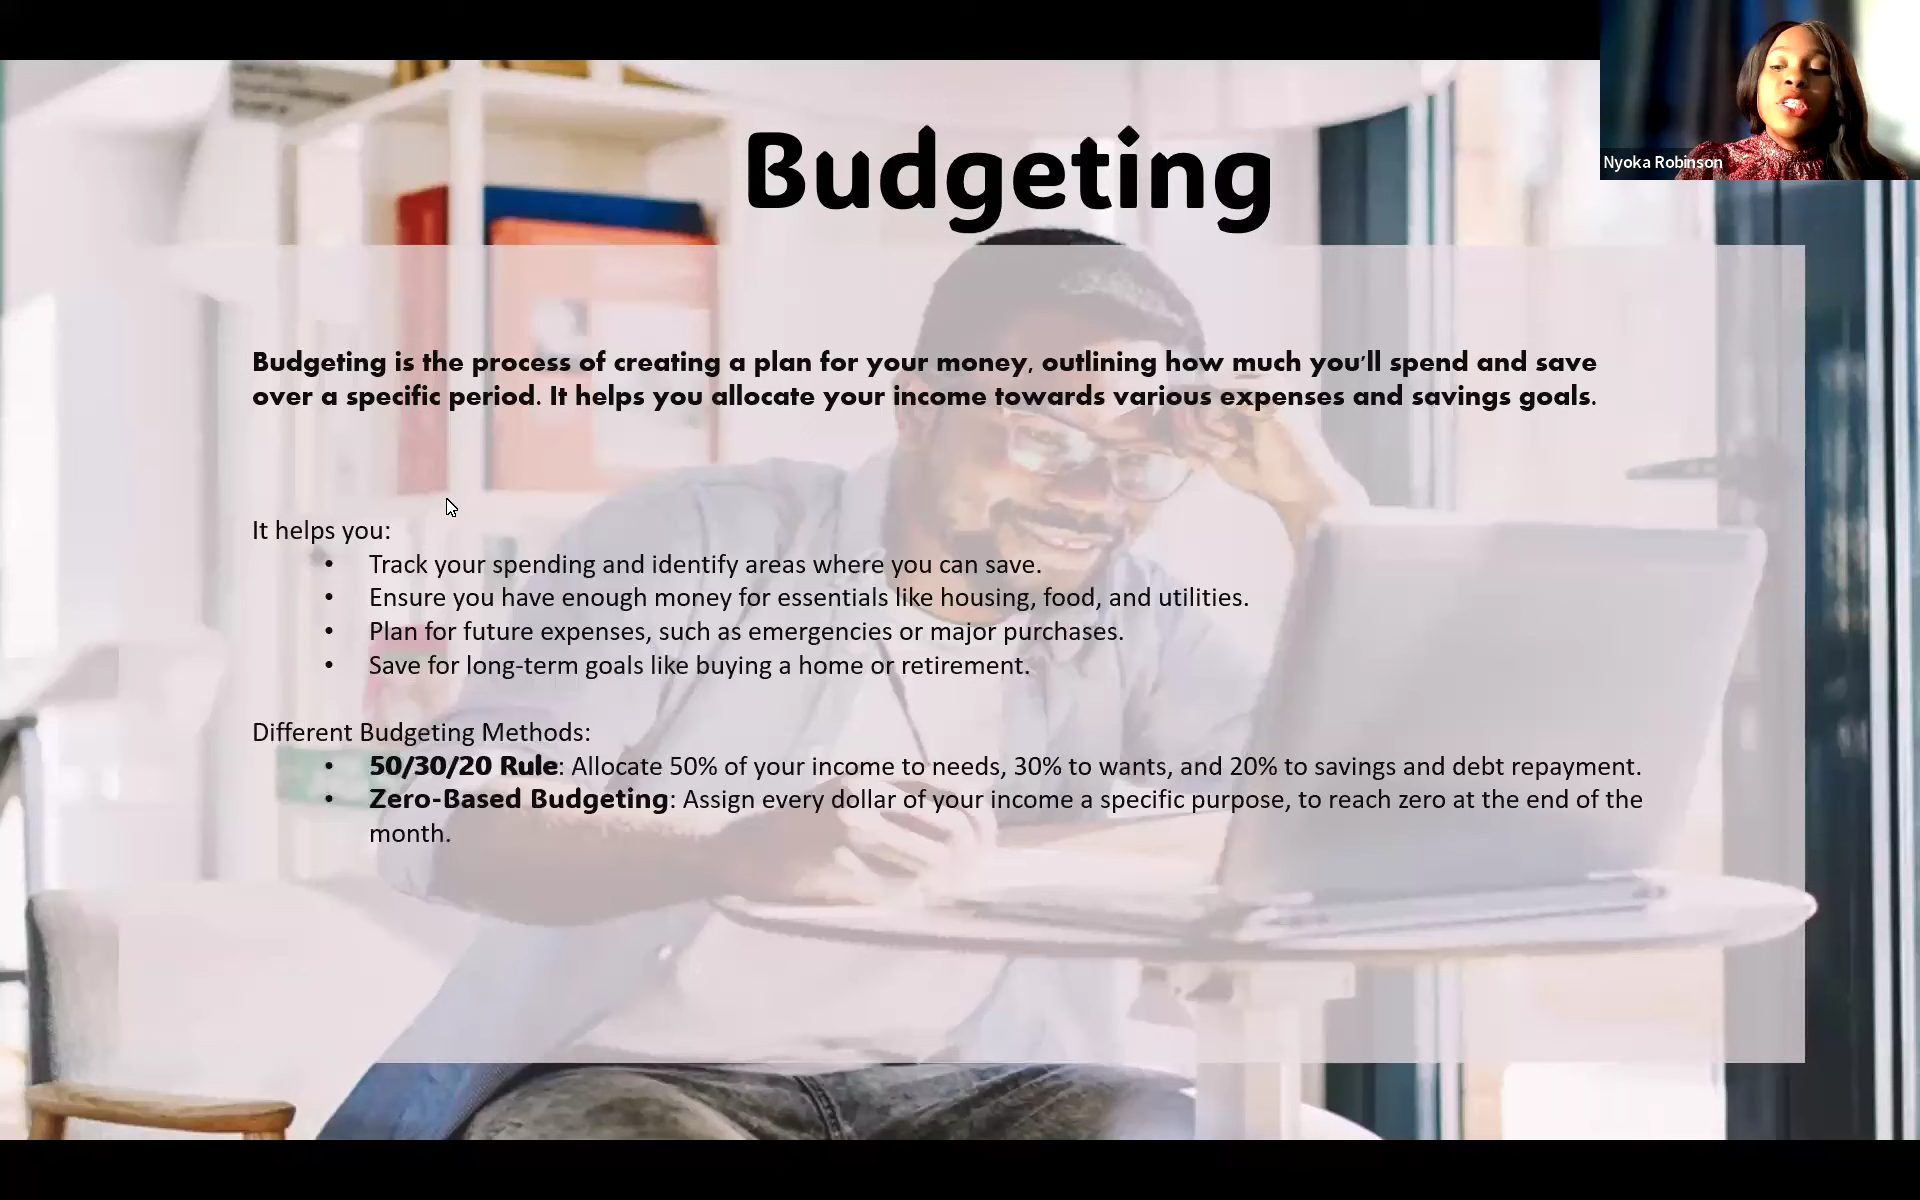 Budgeting
Nyoka Robinson
Budgeting is the process of creating a plan for your money, outlining how much you'll spend and save
over a specific period. It helps you allocate your income towards various expenses and savings goals.
It helps you:
• Track your spending and identify areas where you can save.
• Ensure you have enough money for essentials like housing, food, and utilities.
• Plan for future expenses, such as emergencies or major purchases.
• Save for long-term goals like buying a home or retirement.
Different Budgeting Methods:
• 50/30/20 Rule: Allocate 50% of your income to needs, 30% to wants, and 20% to savings and debt repayment.
• Zero-Based Budgeting: Assign every dollar of your income a specific purpose, to reach zero at the end of the
month.